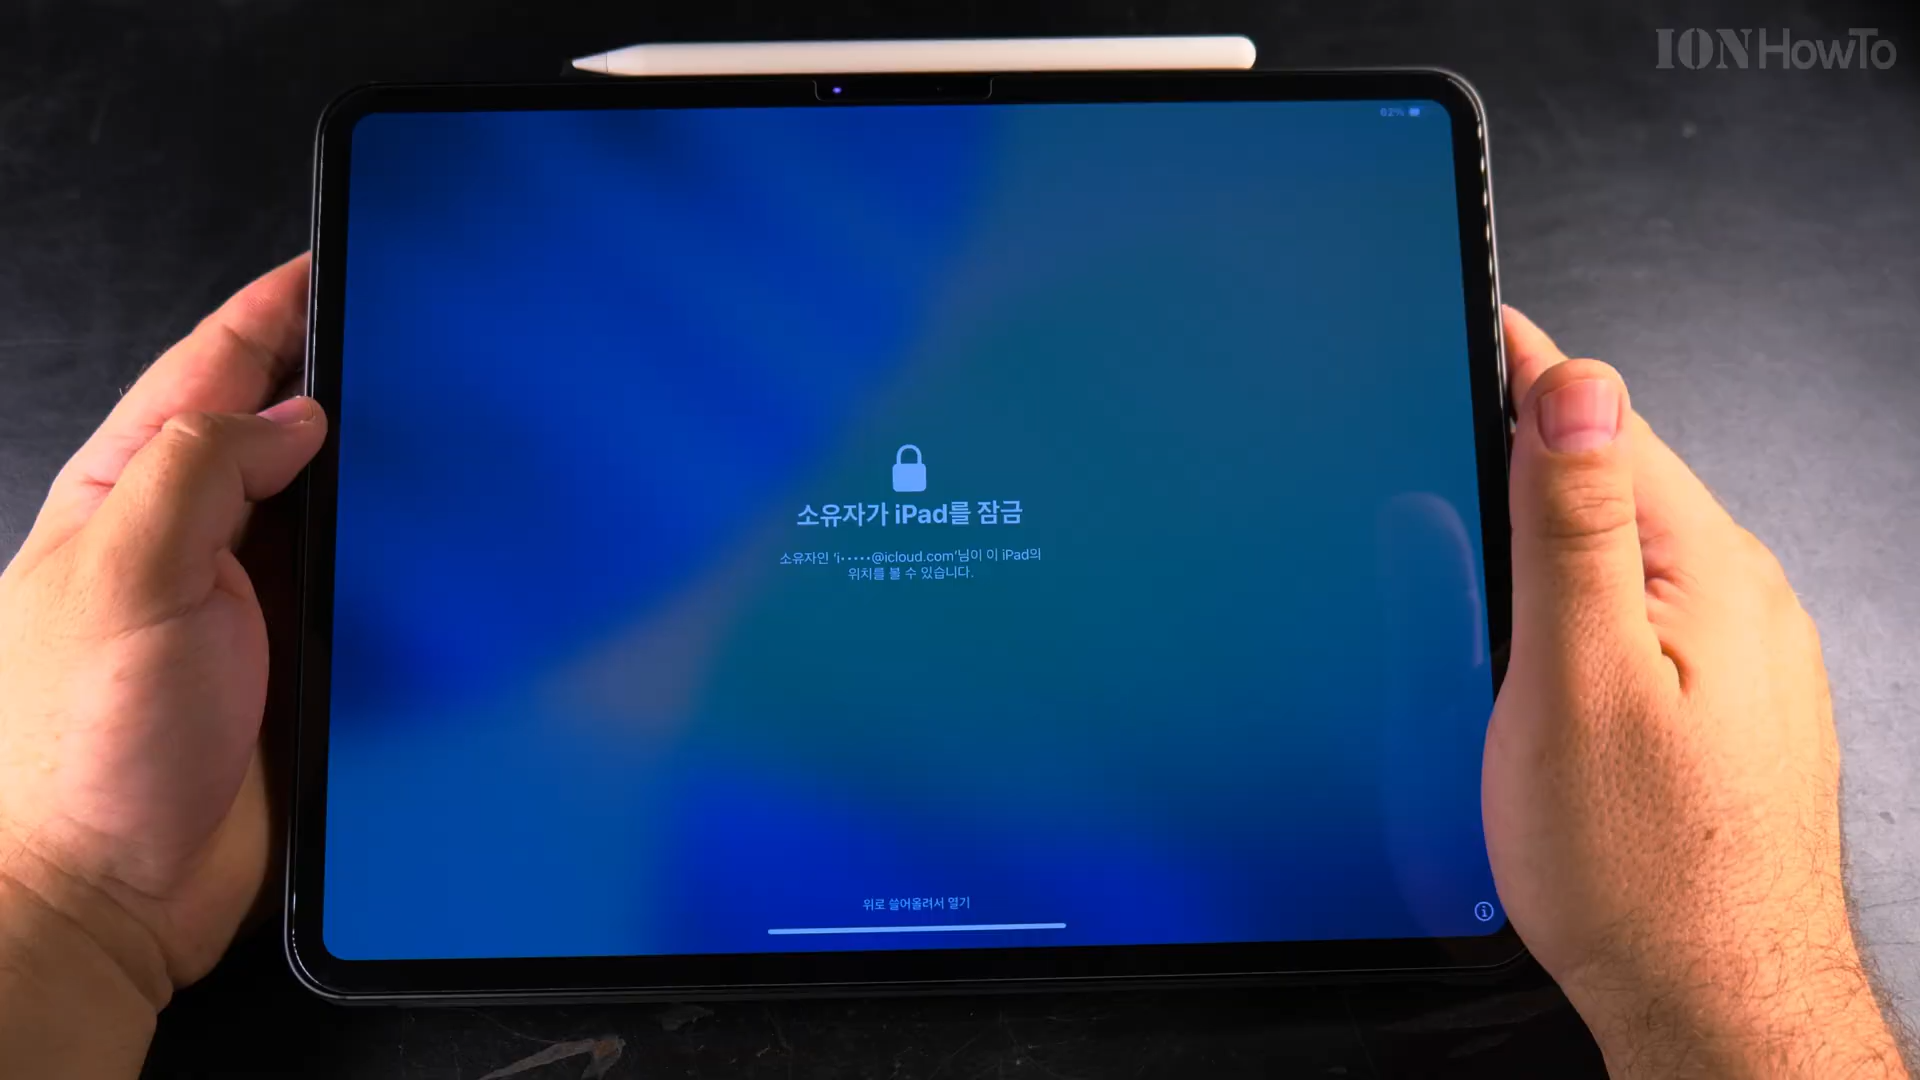 IONHowTo
62%
소유자가 iPad를 잠금
소유자인 ‘i•••••@icloud.com’님이 이 iPad의
위치를 볼 수 있습니다.
위로 쓸어올려서 열기